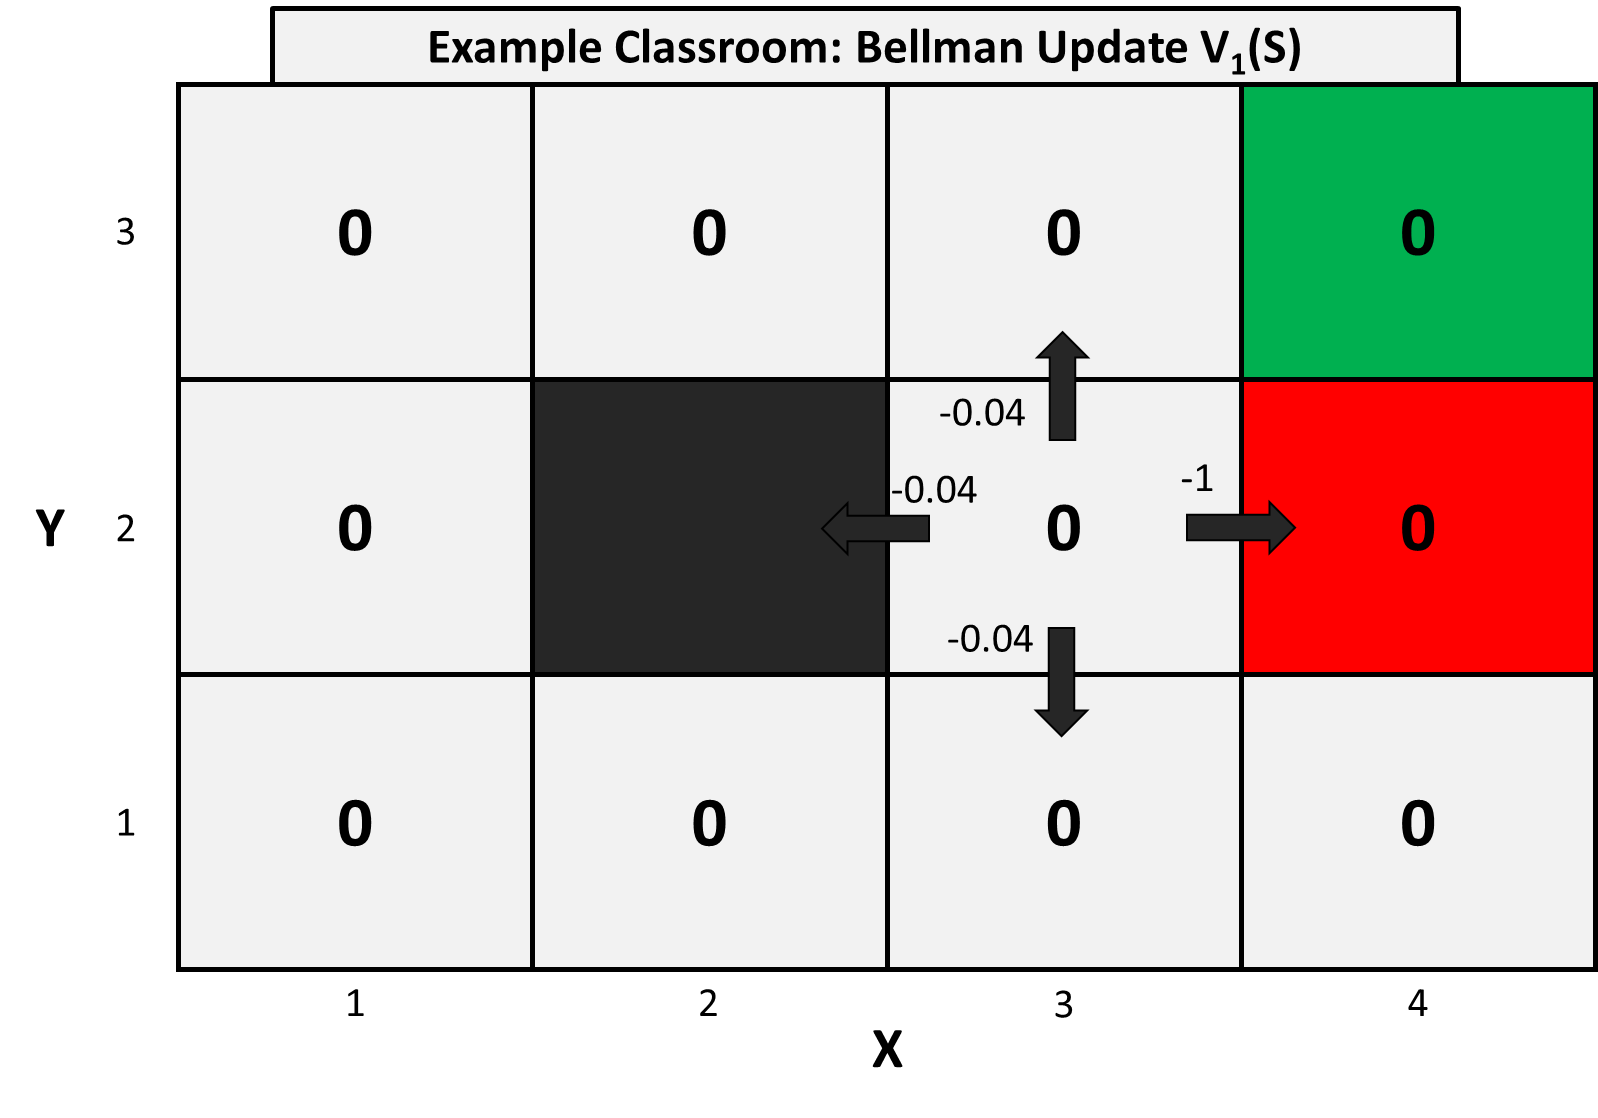 Example Classroom: Bellman Update V₁(S)
3 0 0 0 0
-0.04
-0.04 -1
Y 2 0 0 0
-0.04
1 0 0 0 0
1 2 3 4
X